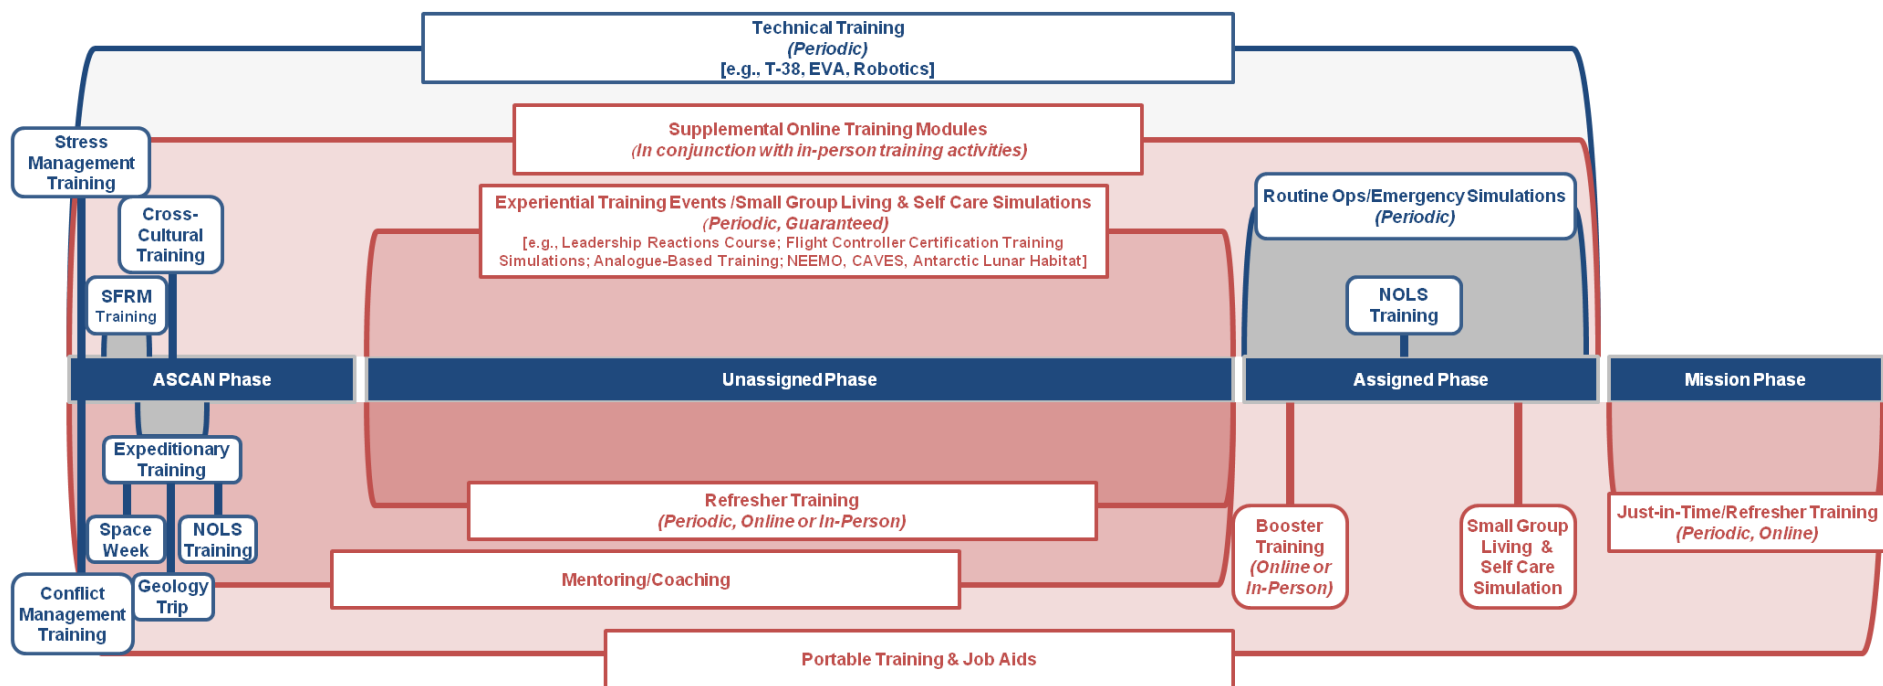 Technical Training
(Periodic)
[e.g., T-38, EVA, Robotics]
Supplemental Online Training Modules
(In conjunction with in-person training activities)
Stress
Management
Training
Cross-
Cultural
Training
SFRM
Training
Experiential Training Events /Small Group Living & Self Care Simulations
(Periodic, Guaranteed)
[e.g., Leadership Reactions Course; Flight Controller Certification Training
Simulations; Analogue-Based Training; NEEMO, CAVES, Antarctic Lunar Habitat]
Routine Ops/Emergency Simulations
(Periodic)
NOLS
Training
ASCAN Phase
Unassigned Phase
Assigned Phase
Mission Phase
Expeditionary
Training
Space
Week
NOLS
Training
Geology
Trip
Conflict
Management
Training
Refresher Training
(Periodic, Online or In-Person)
Mentoring/Coaching
Booster
Training
(Online or
In-Person)
Small Group
Living &
Self Care
Simulation
Just-in-Time/Refresher Training
(Periodic, Online)
Portable Training & Job Aids